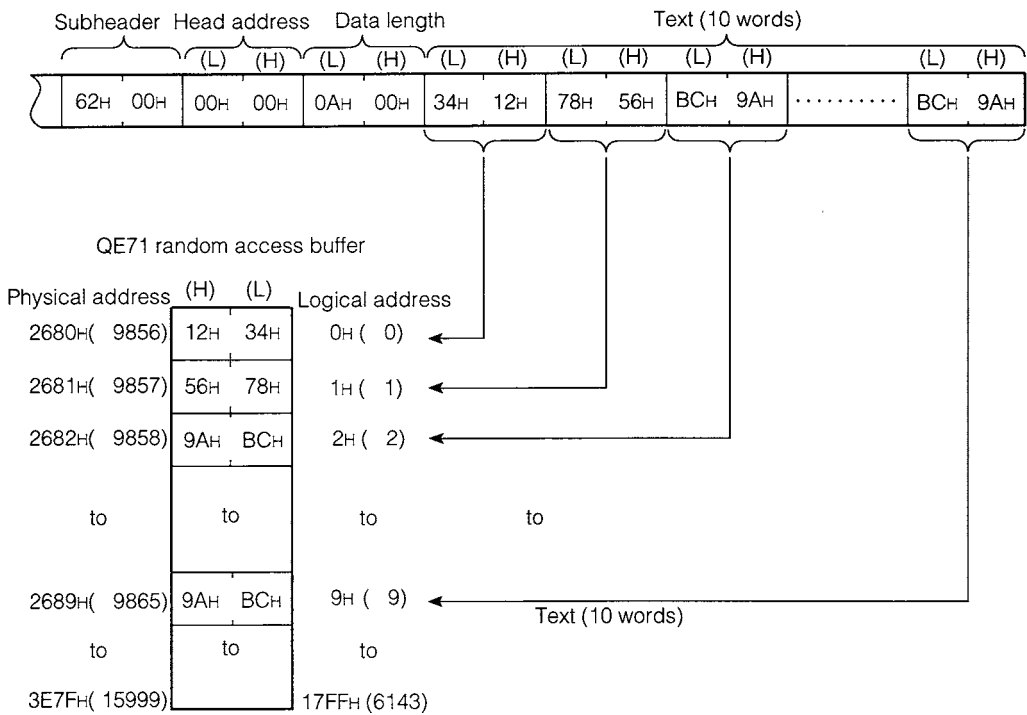 Subheader Head address Data length Text (10 words)
(L) (H) (L) (H) (L) (H) (L) (H) (L) (H) (L) (H)
62H 00H 00H 00H 0AH 00H 34H 12H 78H 56H BCH 9AH ·········· BCH 9AH
QE71 random access buffer
Physical address (H) (L) Logical address
2680H( 9856) 12H 34H 0H ( 0)
2681H( 9857) 56H 78H 1H ( 1)
2682H( 9858) 9AH BCH 2H ( 2)
to to to to
2689H( 9865) 9AH BCH 9H ( 9)
Text (10 words)
to to to
3E7FH( 15999) 17FFH (6143)